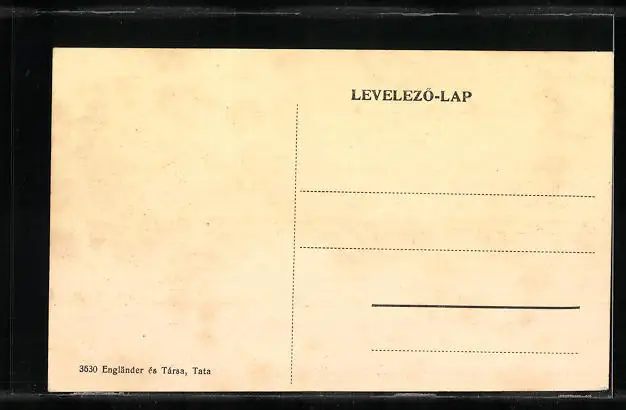 LEVELEZŐ-LAP
3630 Engländer és Társa, Tata